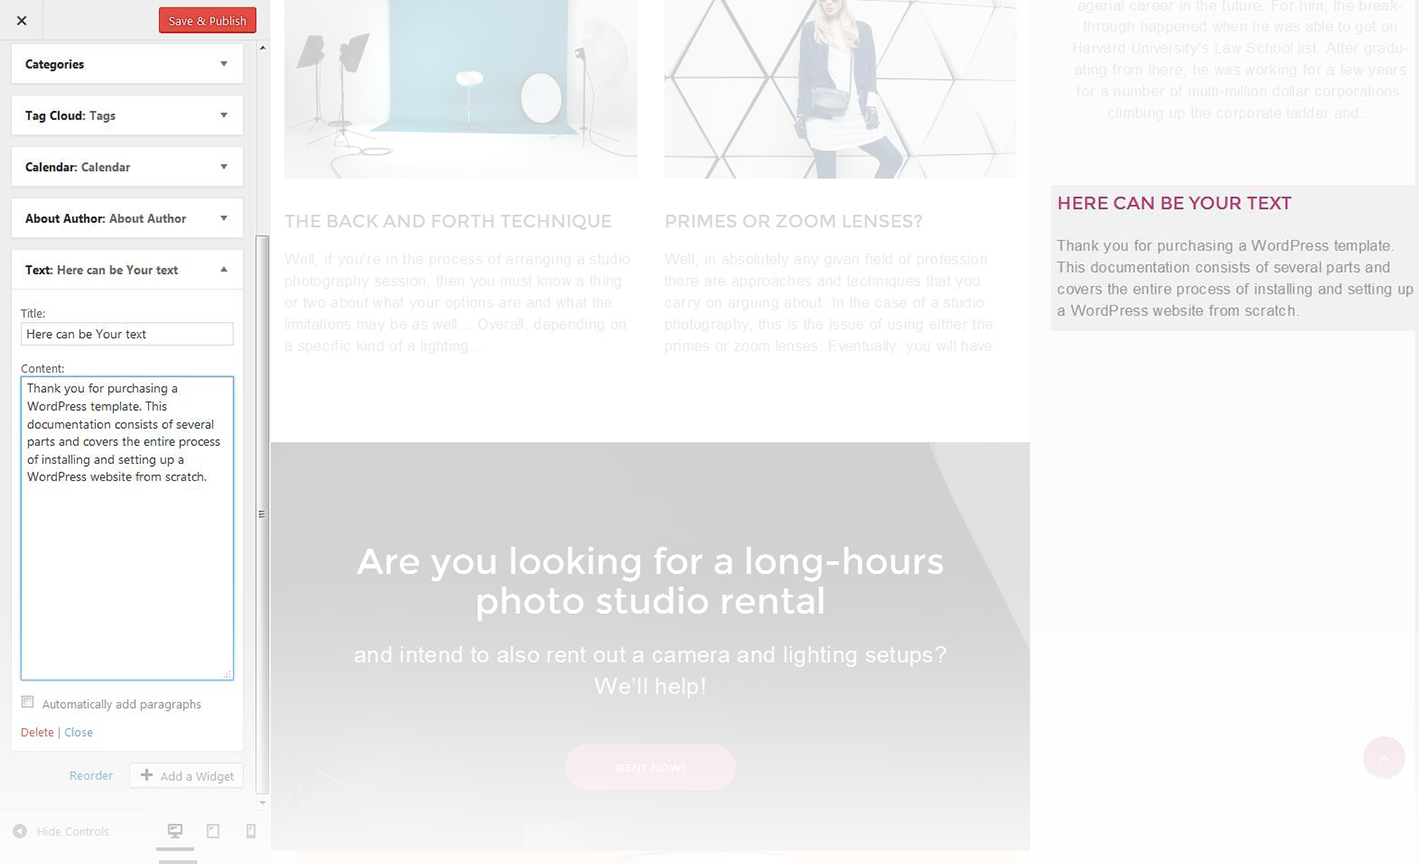 ×
Save & Publish
Categories
Tag Cloud: Tags
Calendar: Calendar
About Author: About Author
Text: Here can be Your text
Title:
Here can be Your text
Content:
Thank you for purchasing a
WordPress template. This
documentation consists of several
parts and covers the entire process
of installing and setting up a
WordPress website from scratch.
Automatically add paragraphs
Delete | Close
Reorder
Add a Widget
Hide Controls
THE BACK AND FORTH TECHNIQUE
Well, if you're in the process of arranging a studio
photography session, then you must know a thing
or two about what your options are and what the
limitations may be as well... Overall, depending on
a specific kind of a lighting...
PRIMES OR ZOOM LENSES?
Well, in absolutely any given field of profession
there are approaches and techniques that you
carry on arguing about. In the case of a studio
photography, this is the issue of using either the
primes or zoom lenses. Eventually, you will have
Are you looking for a long-hours
photo studio rental
and intend to also rent out a camera and lighting setups?
We'll help!
RENT NOW!
agerial career in the future. For him, the break-
through happened when he was able to get on
Harvard University's Law School list. After gradu-
ating from there, he was working for a few years
for a number of multi-million dollar corporations,
climbing up the corporate ladder and...
HERE CAN BE YOUR TEXT
Thank you for purchasing a WordPress template.
This documentation consists of several parts and
covers the entire process of installing and setting up
a WordPress website from scratch.